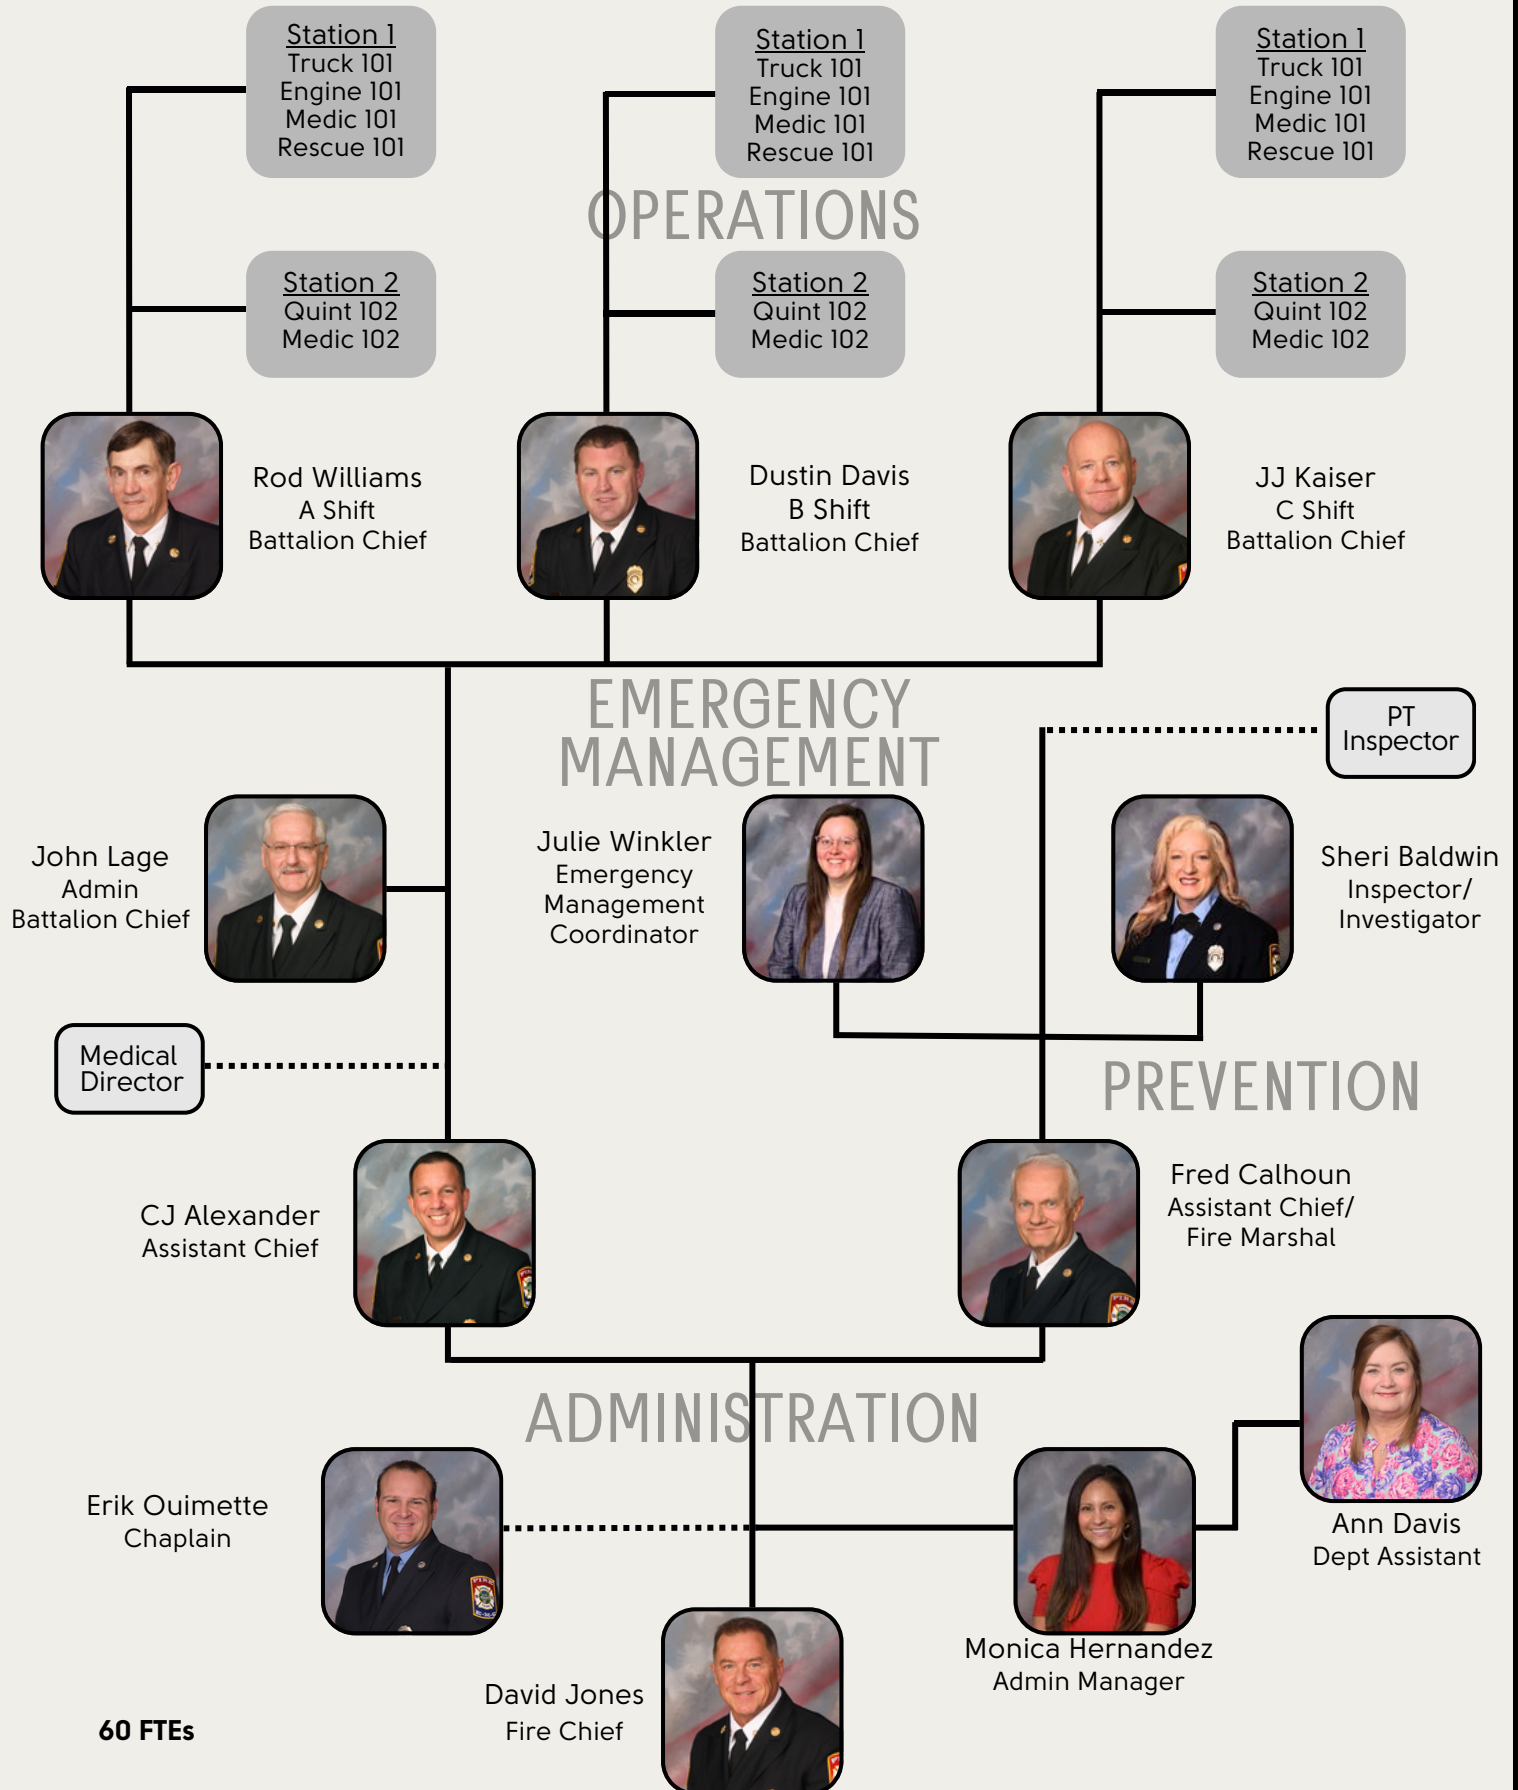 Station 1
Truck 101
Engine 101
Medic 101
Rescue 101
Station 1
Truck 101
Engine 101
Medic 101
Rescue 101
Station 1
Truck 101
Engine 101
Medic 101
Rescue 101
OPERATIONS
Station 2
Quint 102
Medic 102
Station 2
Quint 102
Medic 102
Station 2
Quint 102
Medic 102
Rod Williams
A Shift
Battalion Chief
Dustin Davis
B Shift
Battalion Chief
JJ Kaiser
C Shift
Battalion Chief
EMERGENCY
MANAGEMENT
PT
Inspector
John Lage
Admin
Battalion Chief
Julie Winkler
Emergency
Management
Coordinator
Sheri Baldwin
Inspector/
Investigator
Medical
Director
PREVENTION
CJ Alexander
Assistant Chief
Fred Calhoun
Assistant Chief/
Fire Marshal
ADMINISTRATION
Erik Ouimette
Chaplain
Ann Davis
Dept Assistant
Monica Hernandez
Admin Manager
David Jones
Fire Chief
60 FTEs